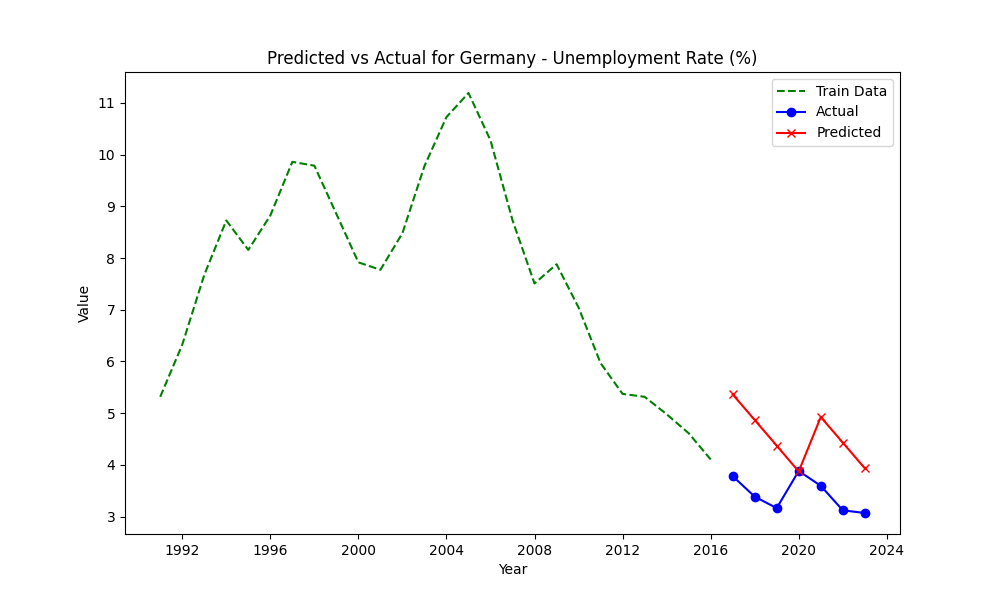 Predicted vs Actual for Germany - Unemployment Rate (%)
Train Data
Actual
Predicted
Value
11
10
9
8
7
6
5
4
3
1992 1996 2000 2004 2008 2012 2016 2020 2024
Year